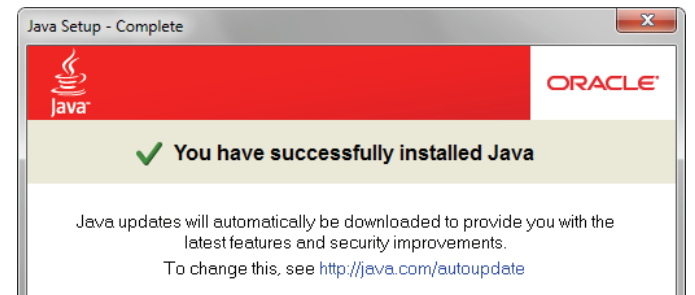 Java Setup - Complete
Java™
ORACLE®
You have successfully installed Java
Java updates will automatically be downloaded to provide you with the
latest features and security improvements.
To change this, see http://java.com/autoupdate